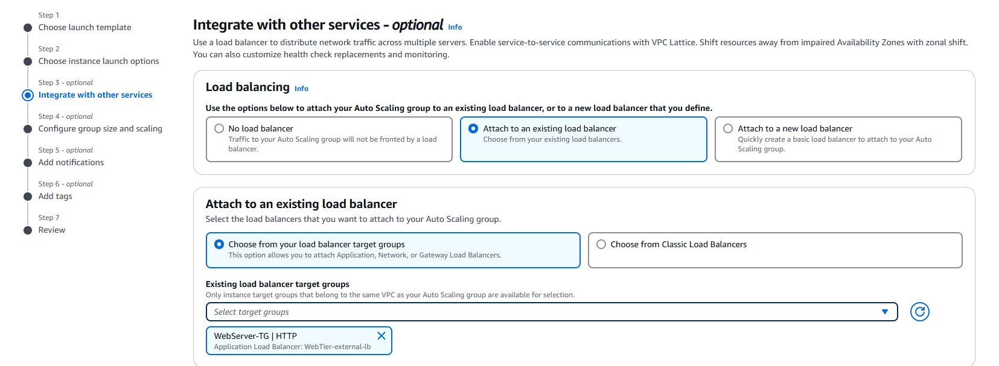 Step 1
Choose launch template
Step 2
Choose instance launch options
Step 3 - optional
Integrate with other services
Step 4 - optional
Configure group size and scaling
Step 5 - optional
Add notifications
Step 6 - optional
Add tags
Step 7
Review
Integrate with other services - optional Info
Use a load balancer to distribute network traffic across multiple servers. Enable service-to-service communications with VPC Lattice. Shift resources away from impaired Availability Zones with zonal shift.
You can also customize health check replacements and monitoring.
Load balancing Info
Use the options below to attach your Auto Scaling group to an existing load balancer, or to a new load balancer that you define.
No load balancer
Traffic to your Auto Scaling group will not be fronted by a load
balancer.
Attach to an existing load balancer
Choose from your existing load balancers.
Attach to a new load balancer
Quickly create a basic load balancer to attach to your Auto
Scaling group.
Attach to an existing load balancer
Select the load balancers that you want to attach to your Auto Scaling group.
Choose from your load balancer target groups
This option allows you to attach Application, Network, or Gateway Load Balancers.
Choose from Classic Load Balancers
Existing load balancer target groups
Only instance target groups that belong to the same VPC as your Auto Scaling group are available for selection.
Select target groups
WebServer-TG | HTTP
Application Load Balancer: WebTier-external-lb